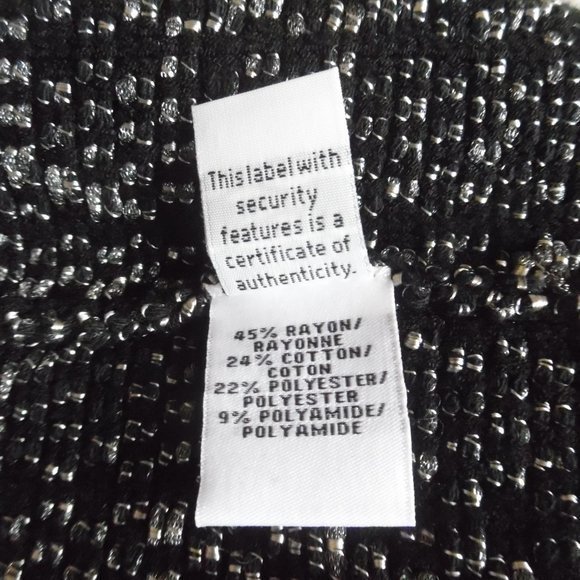 This label with
security
features is a
certificate of
authenticity.
45% RAYON/
RAYONNE
24% COTTON/
COTON
22% POLYESTER/
POLYESTER
9% POLYAMIDE/
POLYAMIDE